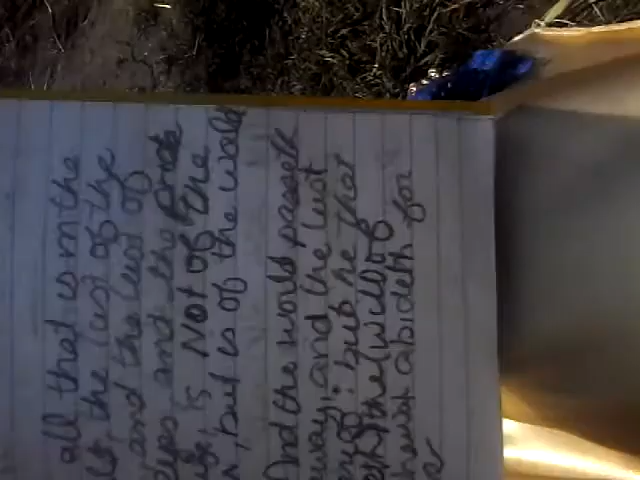 all that is in the
the lust of the
and the lust of
eyes and the pride
is NOT of the
, but is of the world
And the world passeth
away, and the lust
: but he that
the will of
abideth for